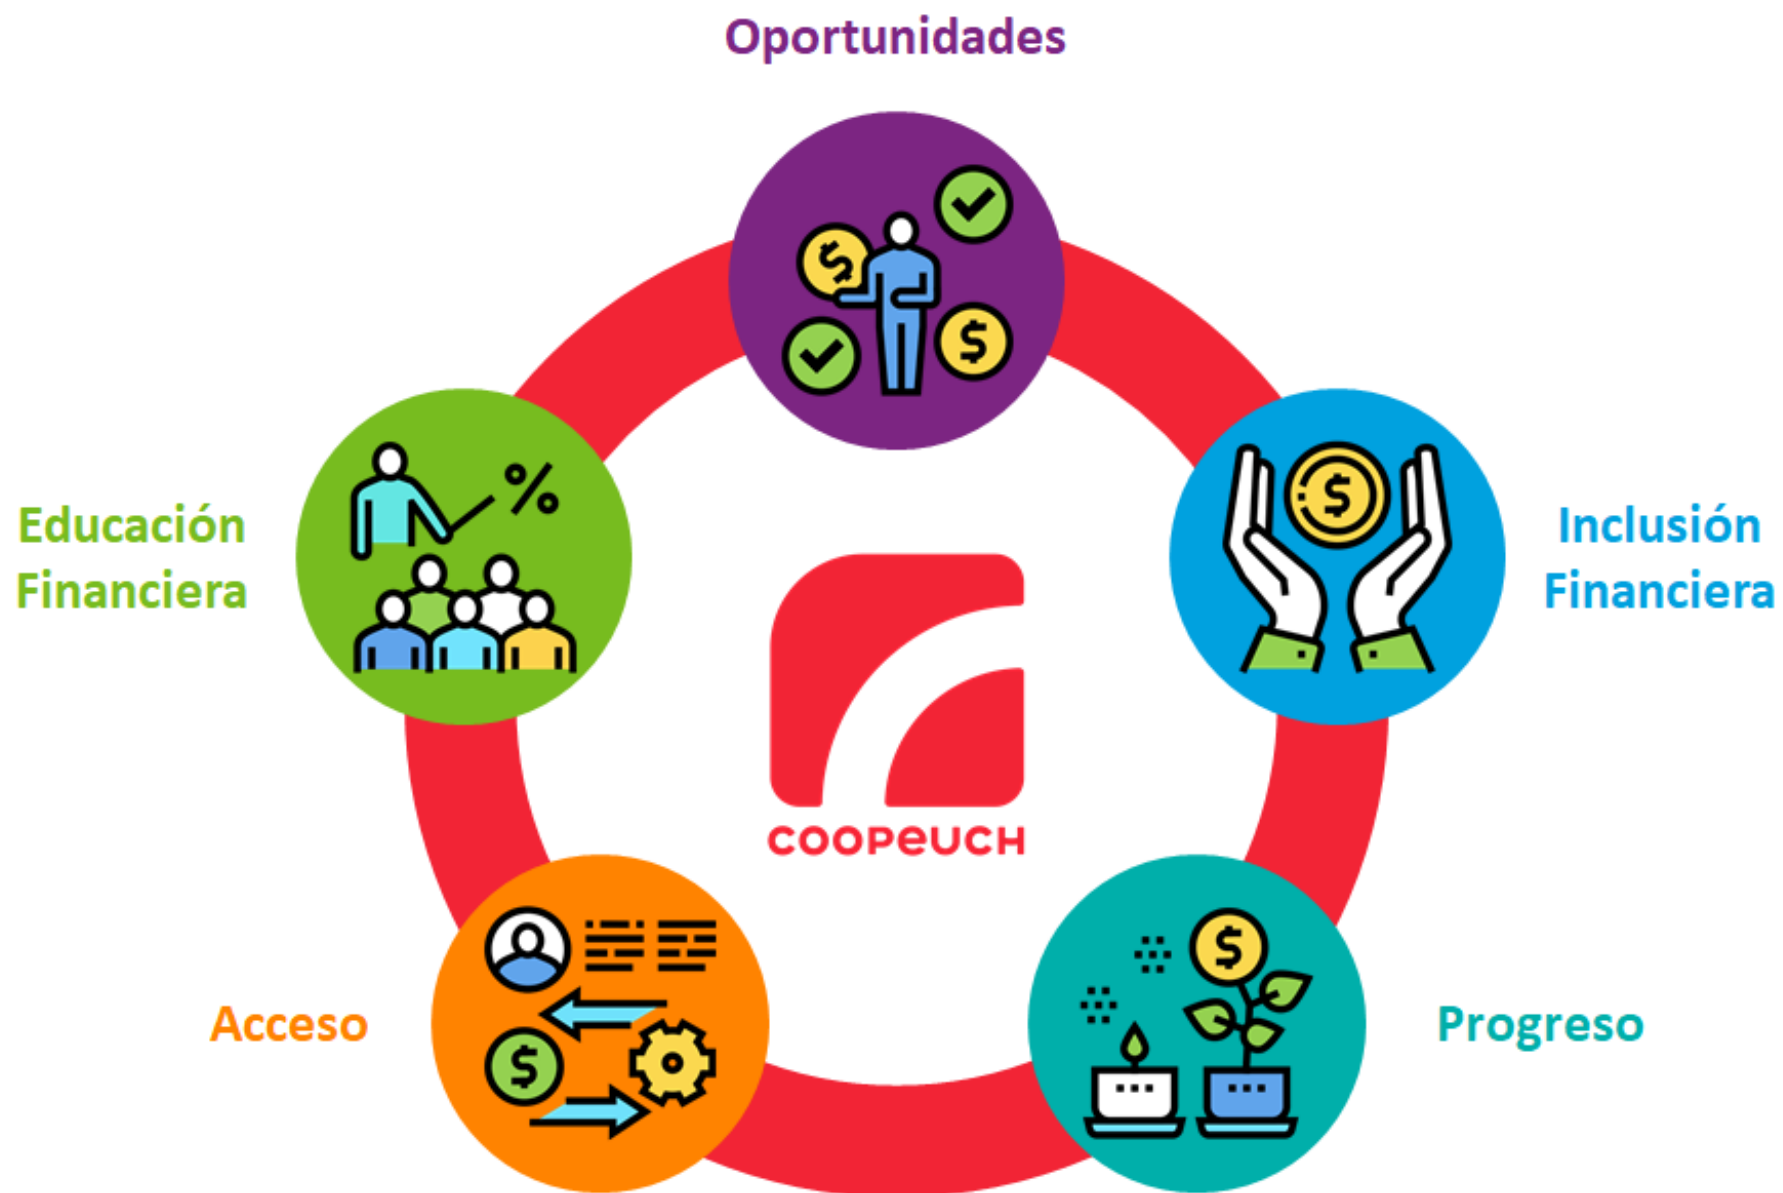 Oportunidades
Educación
Financiera
Inclusión
Financiera
COOPeUCH
Acceso
Progreso